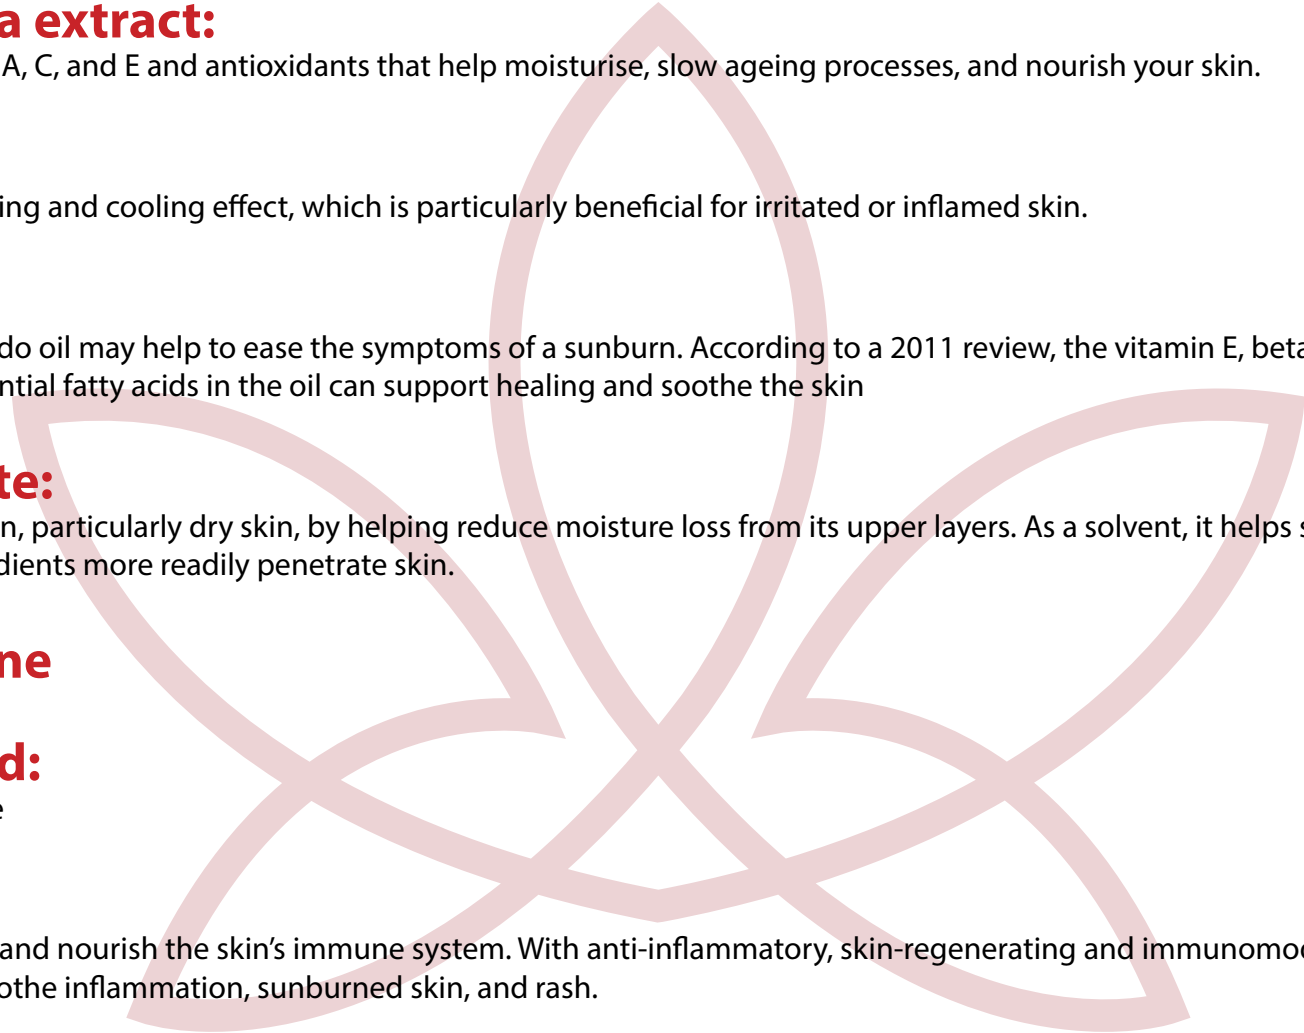 a extract:
A, C, and E and antioxidants that help moisturise, slow ageing processes, and nourish your skin.
ing and cooling effect, which is particularly beneficial for irritated or inflamed skin.
do oil may help to ease the symptoms of a sunburn. According to a 2011 review, the vitamin E, beta
ntial fatty acids in the oil can support healing and soothe the skin
te:
n, particularly dry skin, by helping reduce moisture loss from its upper layers. As a solvent, it helps s
dients more readily penetrate skin.
ne
d:
e
and nourish the skin’s immune system. With anti-inflammatory, skin-regenerating and immunomo
othe inflammation, sunburned skin, and rash.